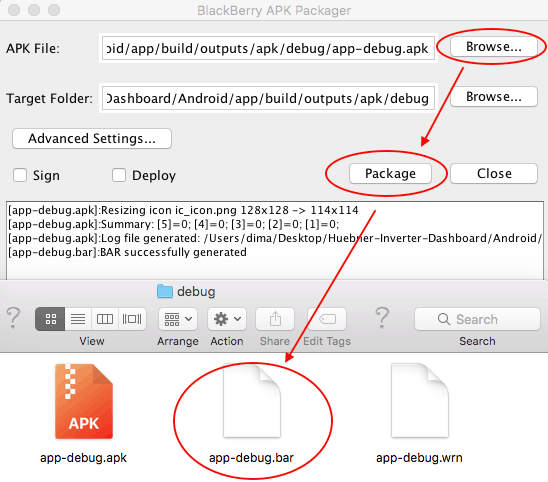 BlackBerry APK Packager
APK File: oid/app/build/outputs/apk/debug/app-debug.apk Browse...
Target Folder: Dashboard/Android/app/build/outputs/apk/debug Browse...
Advanced Settings...
Sign Deploy Package Close
[app-debug.apk]:Resizing icon ic_icon.png 128x128 -> 114x114
[app-debug.apk]:Summary: [5]=0; [4]=0; [3]=0; [2]=0; [1]=0;
[app-debug.apk]:Log file generated: /Users/dima/Desktop/Huebner-Inverter-Dashboard/Android/
[app-debug.bar]:BAR successfully generated
debug
? ? Search
View Arrange Action Share Edit Tags Search
APK
app-debug.apk app-debug.bar app-debug.wrn